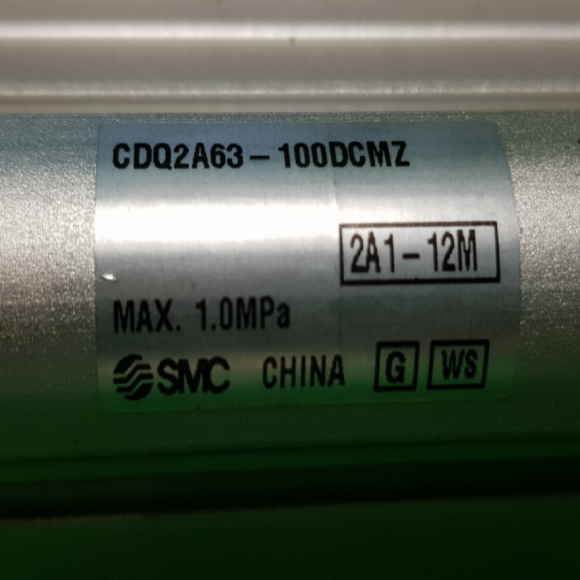 CDQ2A63-100DCMZ
2A1-12M
MAX. 1.0MPa
SMC CHINA G WS